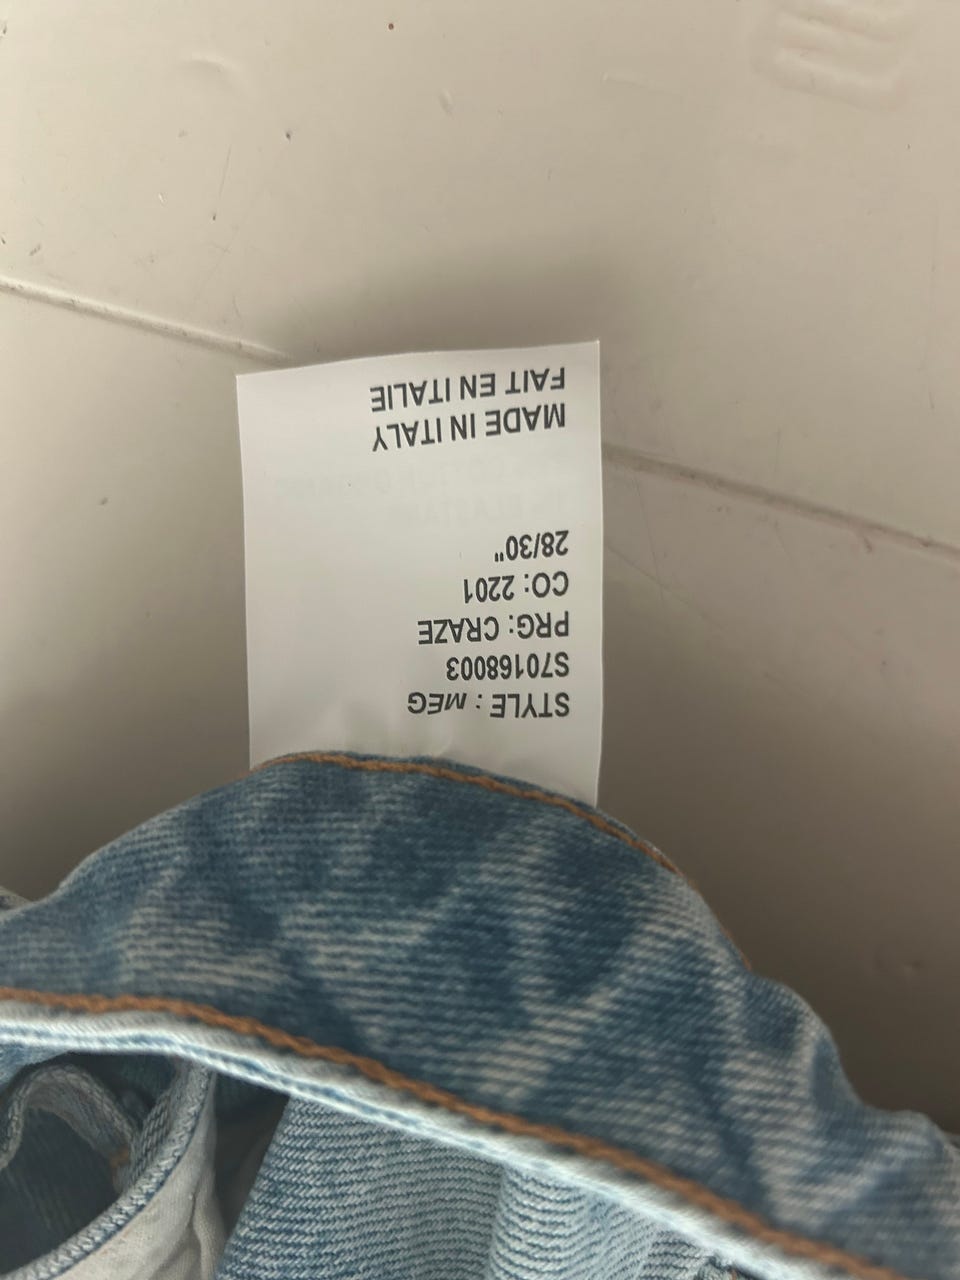 STYLE : MEG
S70168003
PRG: CRAZE
CO: 2201
28/30"
MADE IN ITALY
FAIT EN ITALIE